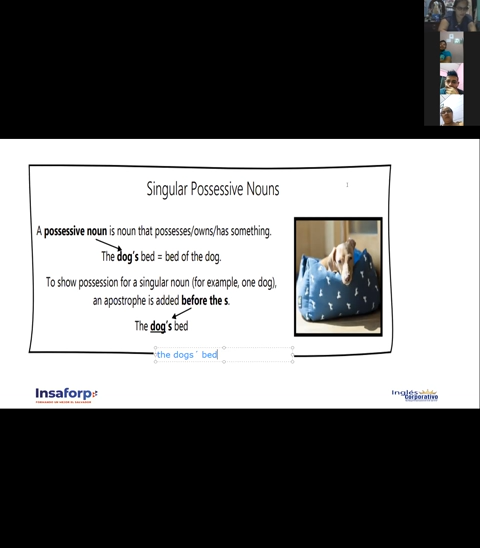 Singular Possessive Nouns
A possessive noun is noun that possesses/owns/has something.
The dog's bed = bed of the dog.
To show possession for a singular noun (for example, one dog),
an apostrophe is added before the s.
The dog's bed
the dogs´ bed
Insaforp
Inglés
Corporativo